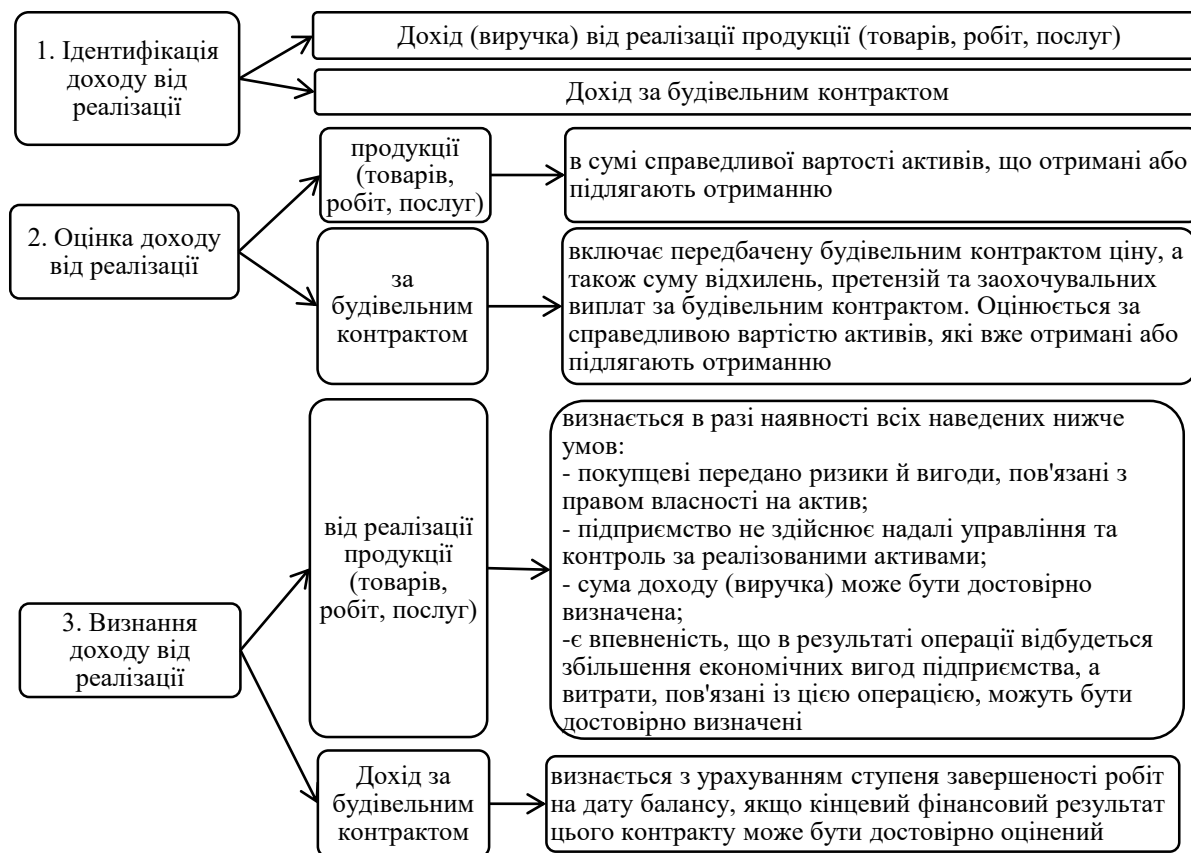 1. Ідентифікація
доходу від
реалізації
Дохід (виручка) від реалізації продукції (товарів, робіт, послуг)
Дохід за будівельним контрактом
2. Оцінка доходу
від реалізації
продукції
(товарів,
робіт, послуг)
в сумі справедливої вартості активів, що отримані або
підлягають отриманню
за
будівельним
контрактом
включає передбачену будівельним контрактом ціну, а
також суму відхилень, претензій та заохочувальних
виплат за будівельним контрактом. Оцінюється за
справедливою вартістю активів, які вже отримані або
підлягають отриманню
3. Визнання
доходу від
реалізації
від реалізації
продукції
(товарів,
робіт, послуг)
визнається в разі наявності всіх наведених нижче
умов:
- покупцеві передано ризики й вигоди, пов'язані з
правом власності на актив;
- підприємство не здійснює надалі управління та
контроль за реалізованими активами;
- сума доходу (виручка) може бути достовірно
визначена;
-є впевненість, що в результаті операції відбудеться
збільшення економічних вигод підприємства, а
витрати, пов'язані із цією операцією, можуть бути
достовірно визначені
Дохід за
будівельним
контрактом
визнається з урахуванням ступеня завершеності робіт
на дату балансу, якщо кінцевий фінансовий результат
цього контракту може бути достовірно оцінений